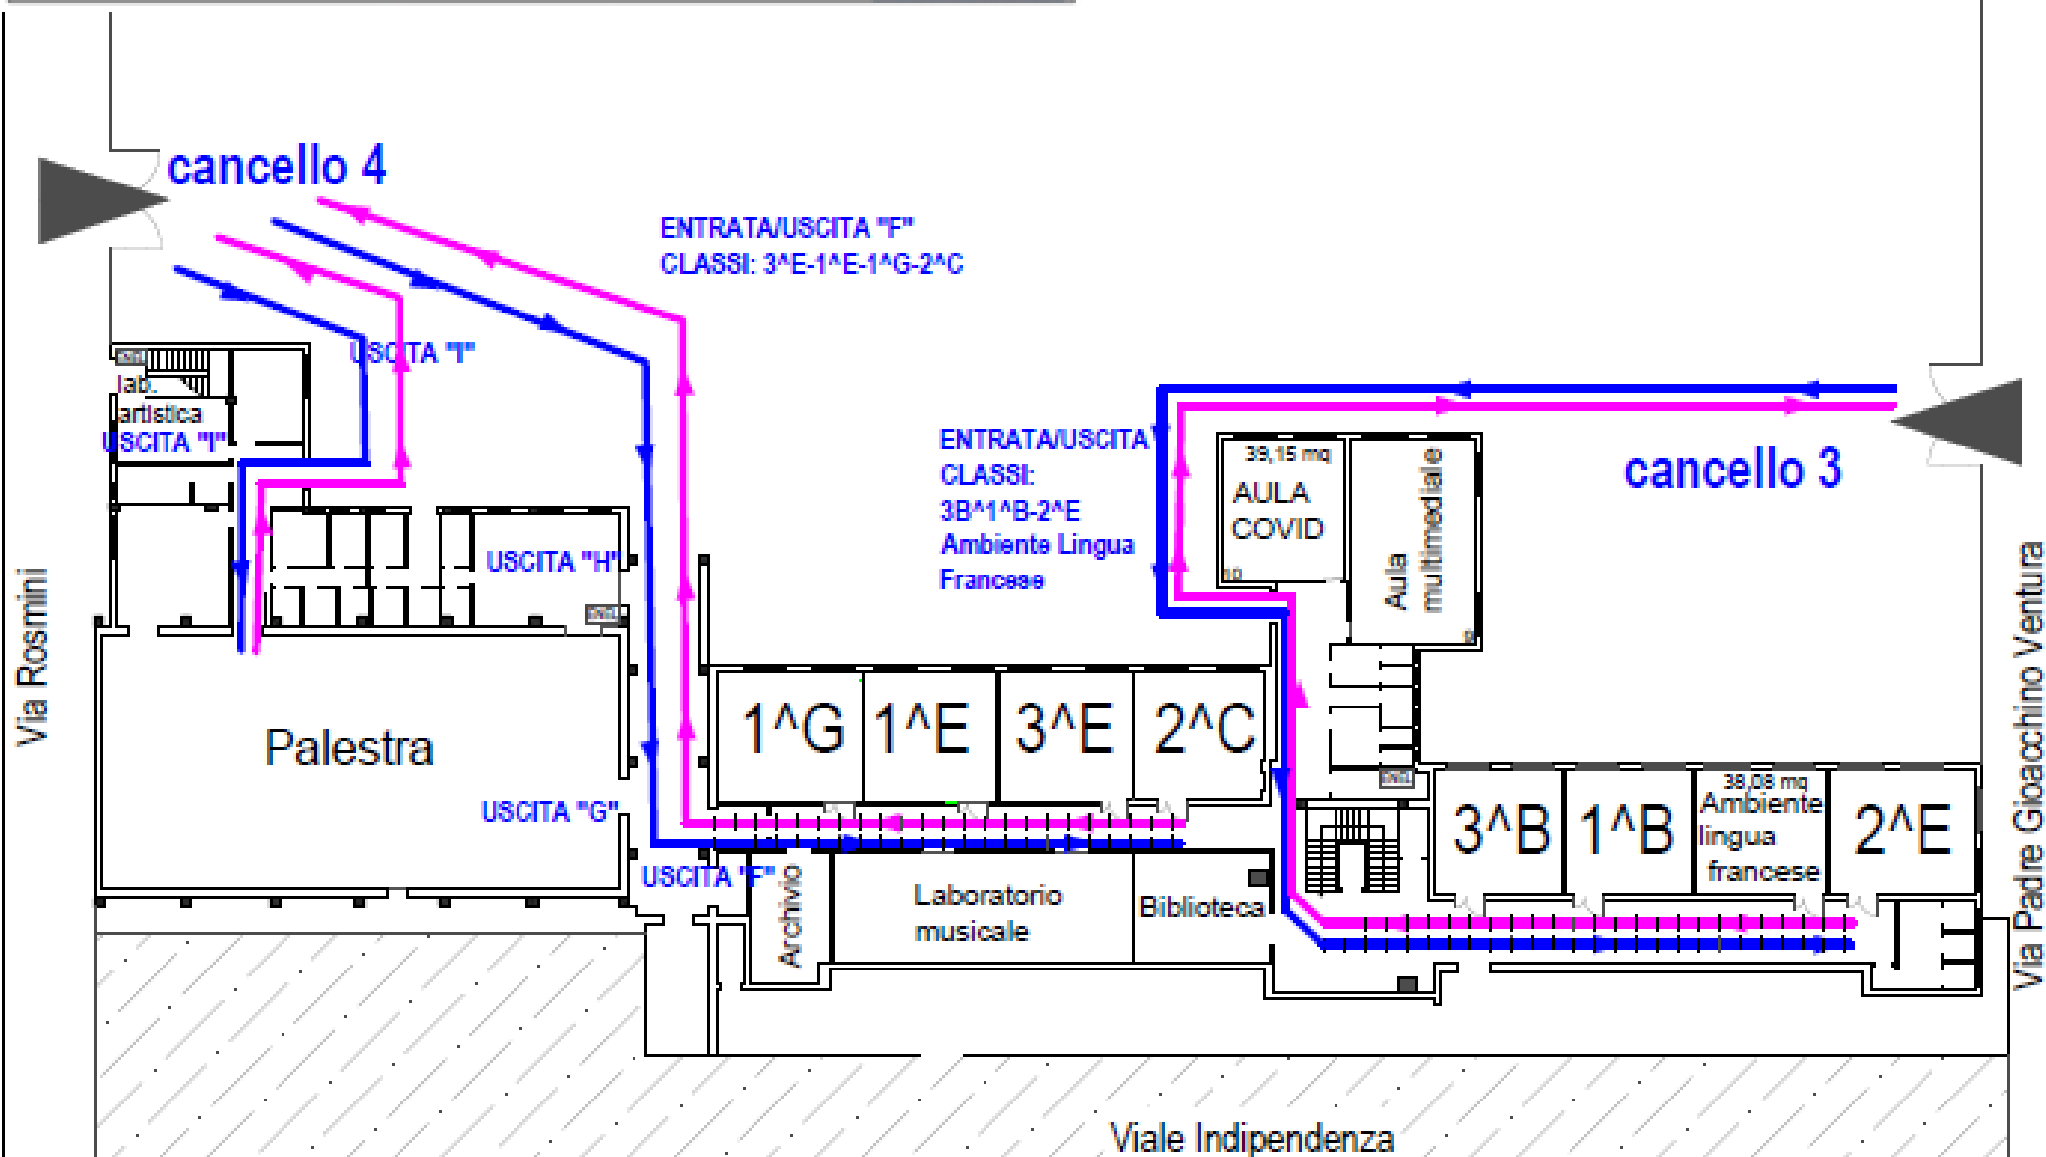 cancello 4
ENTRATA/USCITA "F"
CLASSI: 3^E-1^E-1^G-2^C
USCITA "I"
lab.
artistica
USCITA "I"
ENTRATA/USCITA
CLASSI:
3B^1^B-2^E
Ambiente Lingua
Francese
39,15 mq
AULA
COVID
10
Aula
multimediale
cancello 3
USCITA "H"
Via Rosmini
Via Padre Gioacchino Ventura
Palestra
1^G
1^E
3^E
2^C
USCITA "G"
USCITA "F"
Archivio
Laboratorio
musicale
Biblioteca
3^B
1^B
38,08 mq
Ambiente
lingua
francese
2^E
Viale Indipendenza